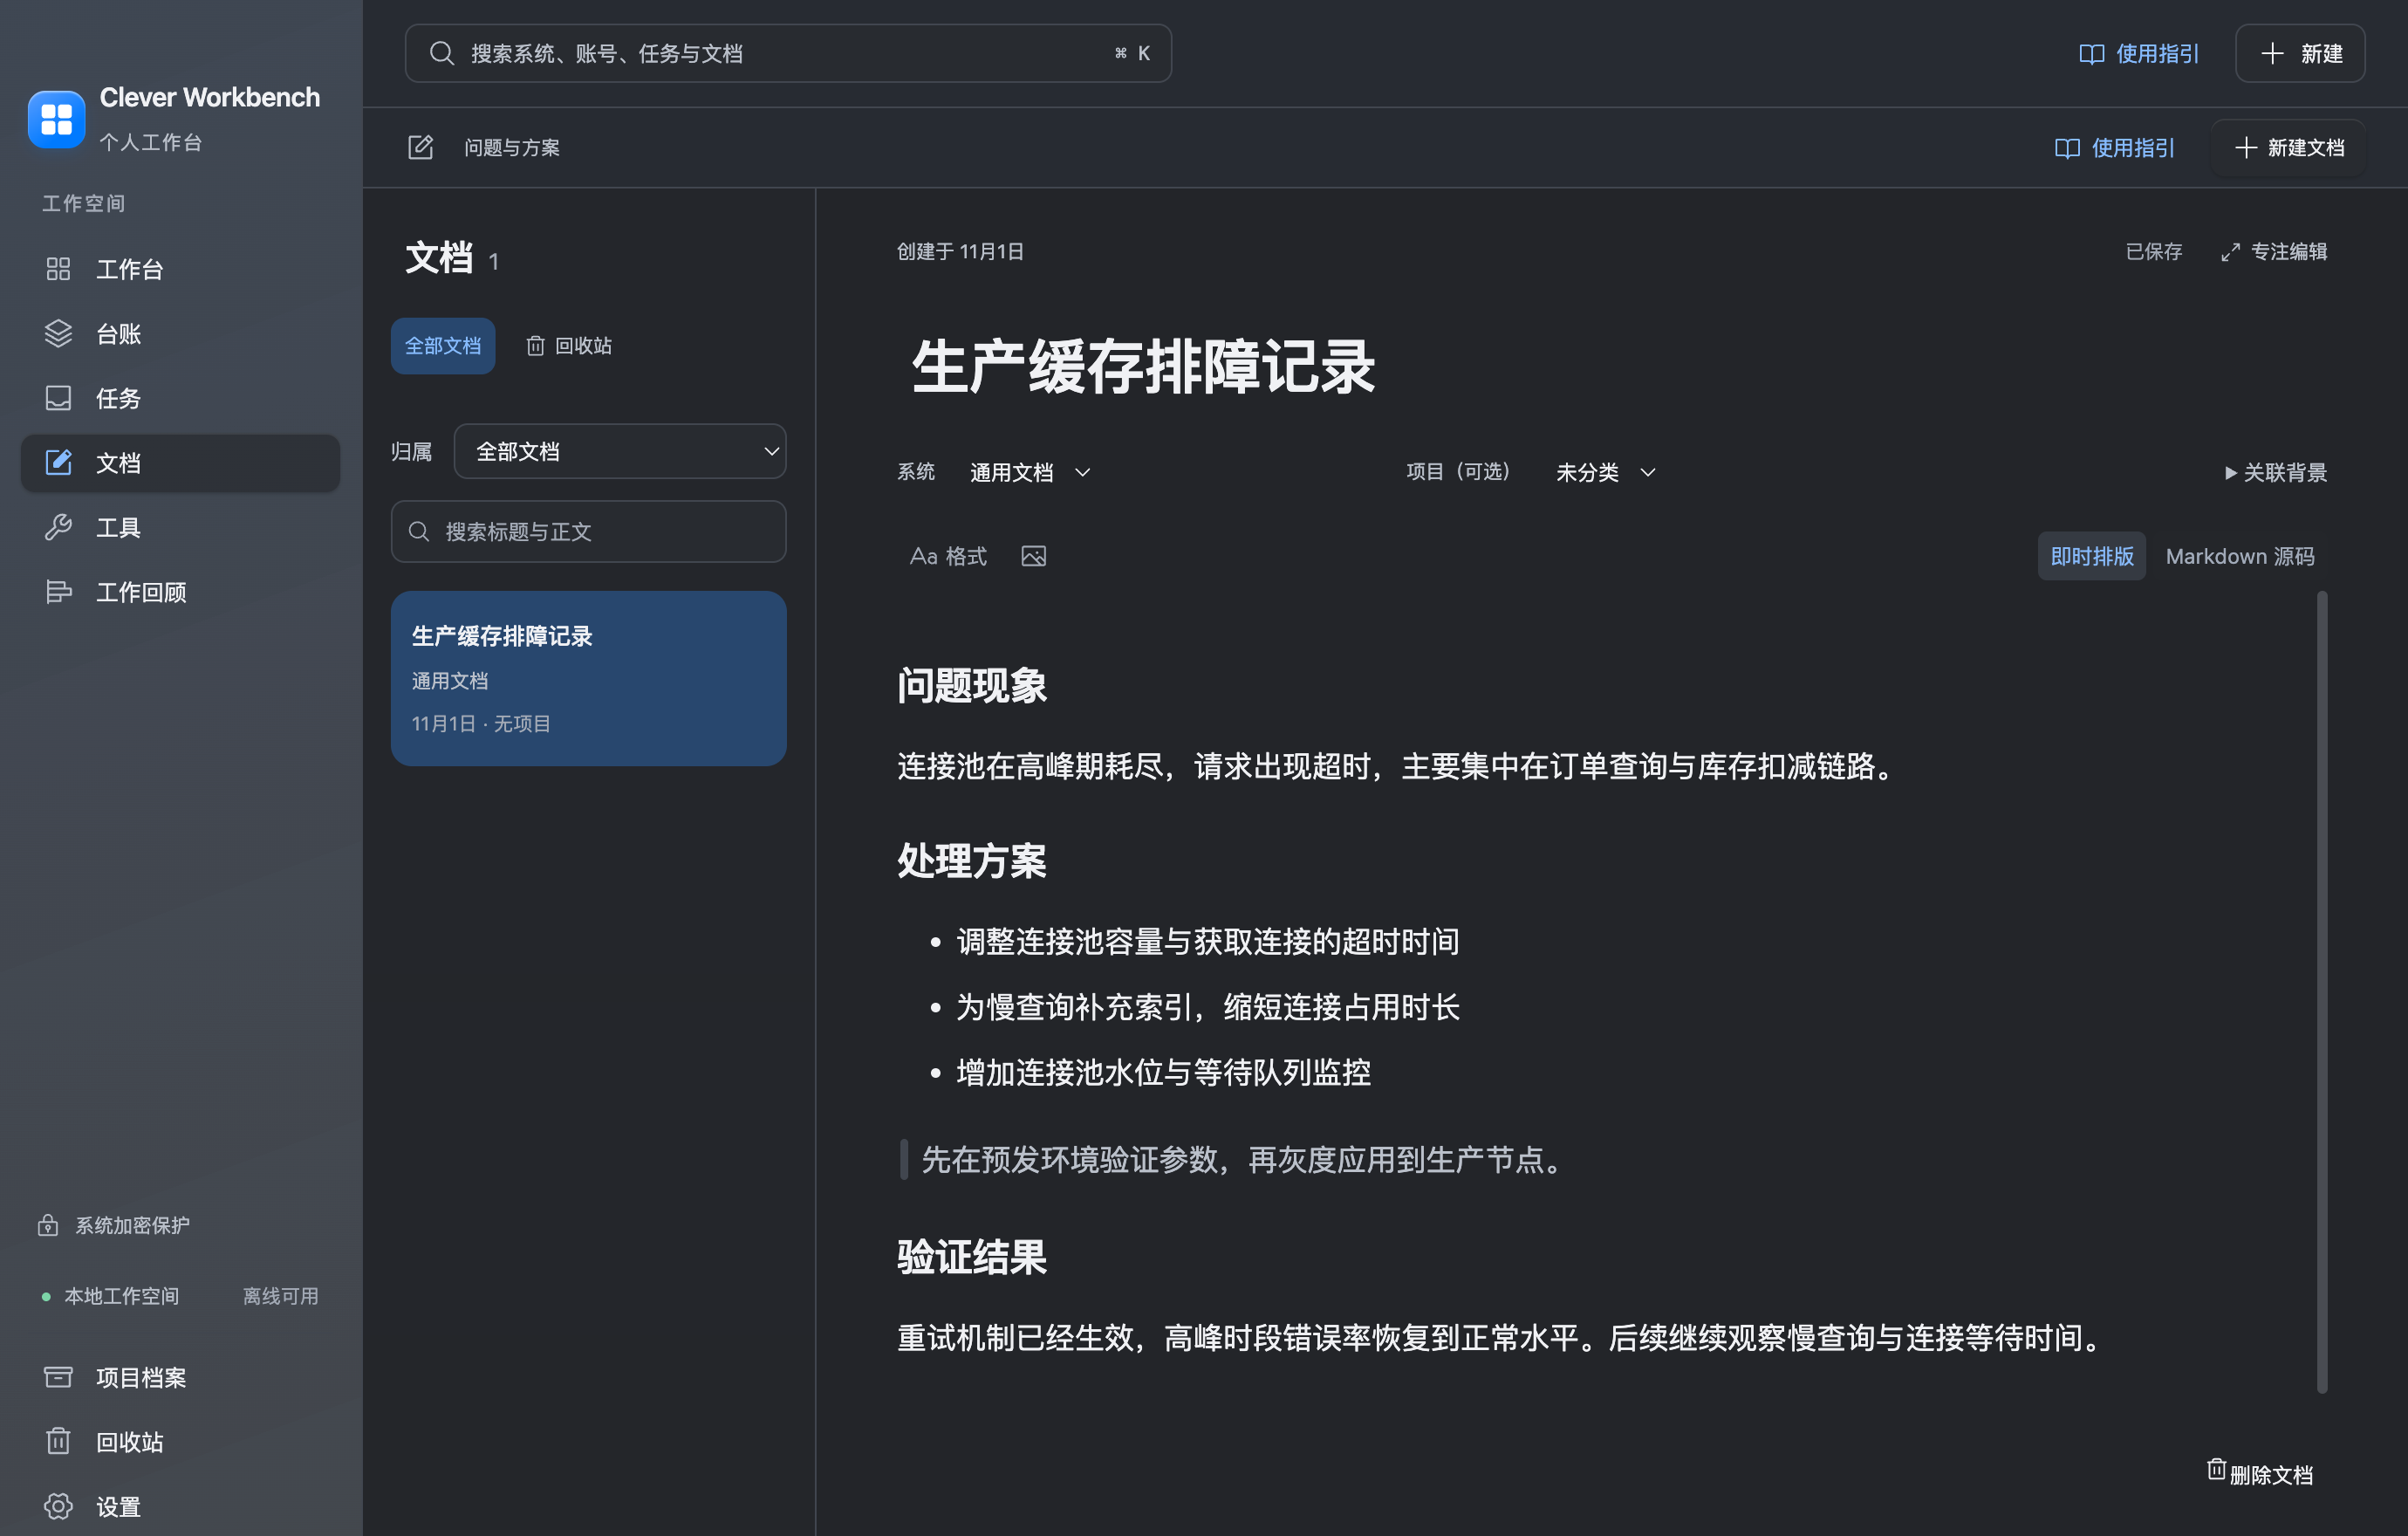 Clever Workbench
个人工作台
工作空间
工作台
台账
任务
文档
工具
工作回顾
系统加密保护
本地工作空间 离线可用
项目档案
回收站
设置
搜索系统、账号、任务与文档 ⌘ K
使用指引
新建
问题与方案
使用指引
新建文档
文档 1
全部文档 回收站
归属 全部文档
搜索标题与正文
生产缓存排障记录
通用文档
11月1日 · 无项目
创建于 11月1日
已保存 专注编辑
生产缓存排障记录
系统 通用文档 项目（可选） 未分类 关联背景
Aa 格式
即时排版 Markdown 源码
问题现象
连接池在高峰期耗尽，请求出现超时，主要集中在订单查询与库存扣减链路。
处理方案
• 调整连接池容量与获取连接的超时时间
• 为慢查询补充索引，缩短连接占用时长
• 增加连接池水位与等待队列监控
先在预发环境验证参数，再灰度应用到生产节点。
验证结果
重试机制已经生效，高峰时段错误率恢复到正常水平。后续继续观察慢查询与连接等待时间。
删除文档